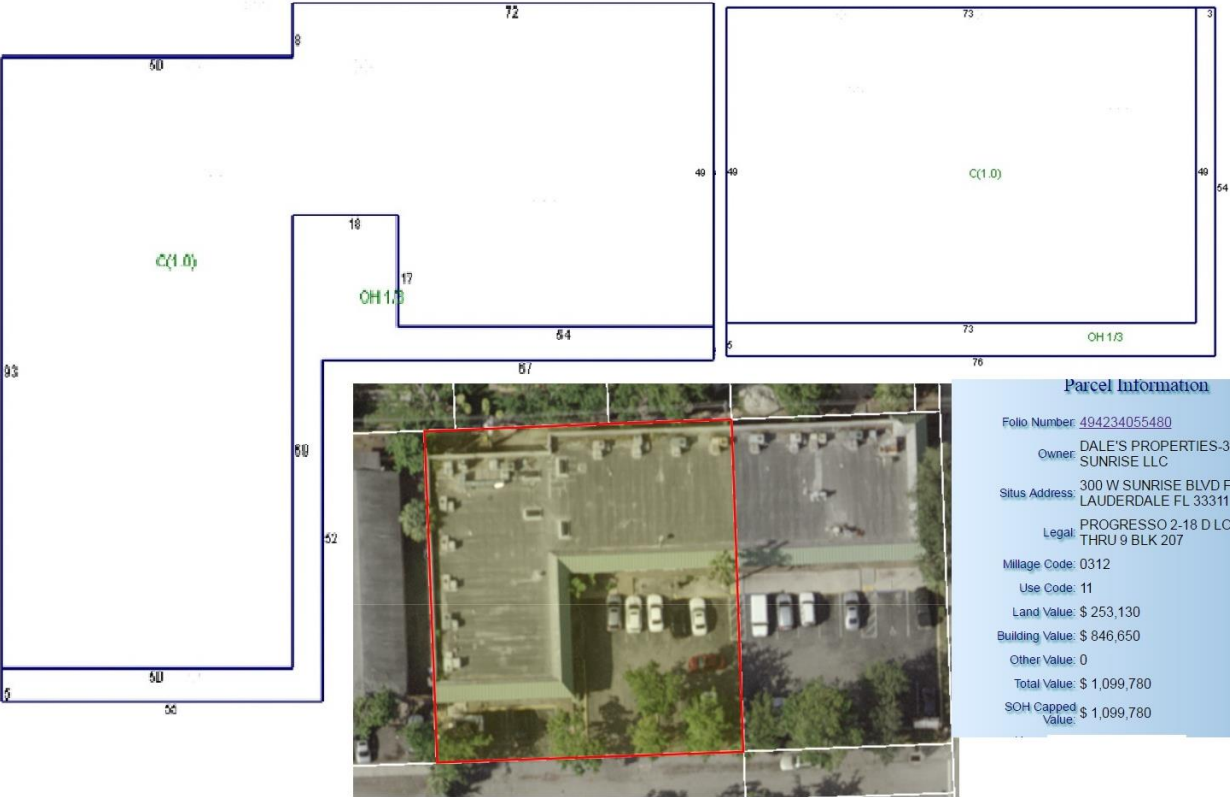 72
73
3
8
50
49
49
C(1.0)
49
54
18
C(1.0)
17
OH 1/3
54
73
OH 1/3
5
76
67
93
Parcel Information
Folio Number: 494234055480
Owner: DALE'S PROPERTIES-3
SUNRISE LLC
69
Situs Address: 300 W SUNRISE BLVD F
LAUDERDALE FL 33311
Legal: PROGRESSO 2-18 D LO
THRU 9 BLK 207
52
Millage Code: 0312
Use Code: 11
Land Value: $ 253,130
Building Value: $ 846,650
Other Value: 0
50
Total Value: $ 1,099,780
5
SOH Capped
Value: $ 1,099,780